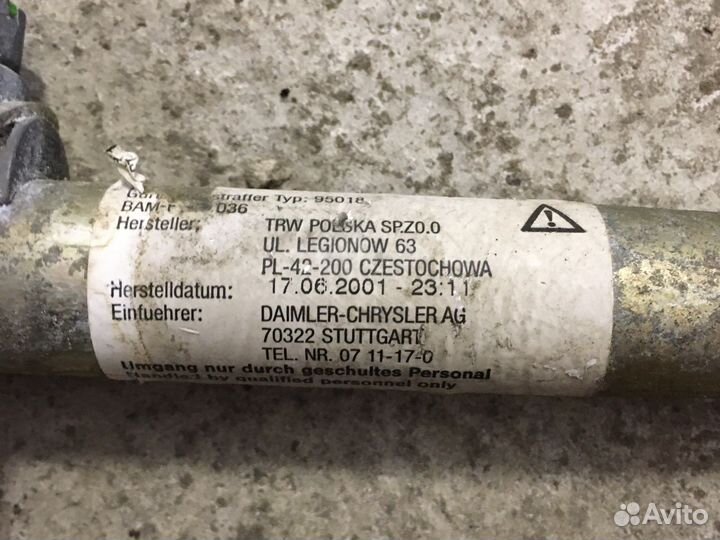 straffer Typ: 95018
BAM- 036
Hersteller: TRW POLSKA SP.Z0.0
UL. LEGIONOW 63
PL-42-200 CZESTOCHOWA
Herstelldatum: 17.06.2001 - 23:11
Einfuehrer: DAIMLER-CHRYSLER AG
70322 STUTTGART
TEL. NR. 07 11-17-0
Umgang nur durch geschultes Personal
Handled by qualified personnel only
Avito